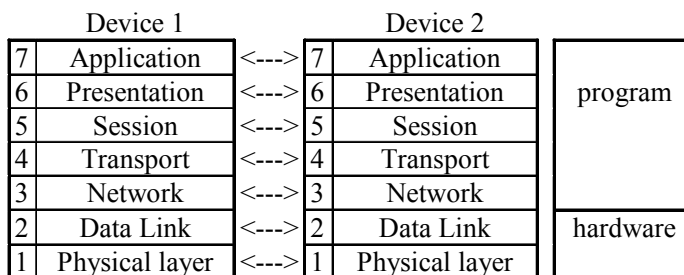 Device 1 Device 2
7 Application <---> 7 Application
6 Presentation <---> 6 Presentation program
5 Session <---> 5 Session
4 Transport <---> 4 Transport
3 Network <---> 3 Network
2 Data Link <---> 2 Data Link hardware
1 Physical layer <---> 1 Physical layer